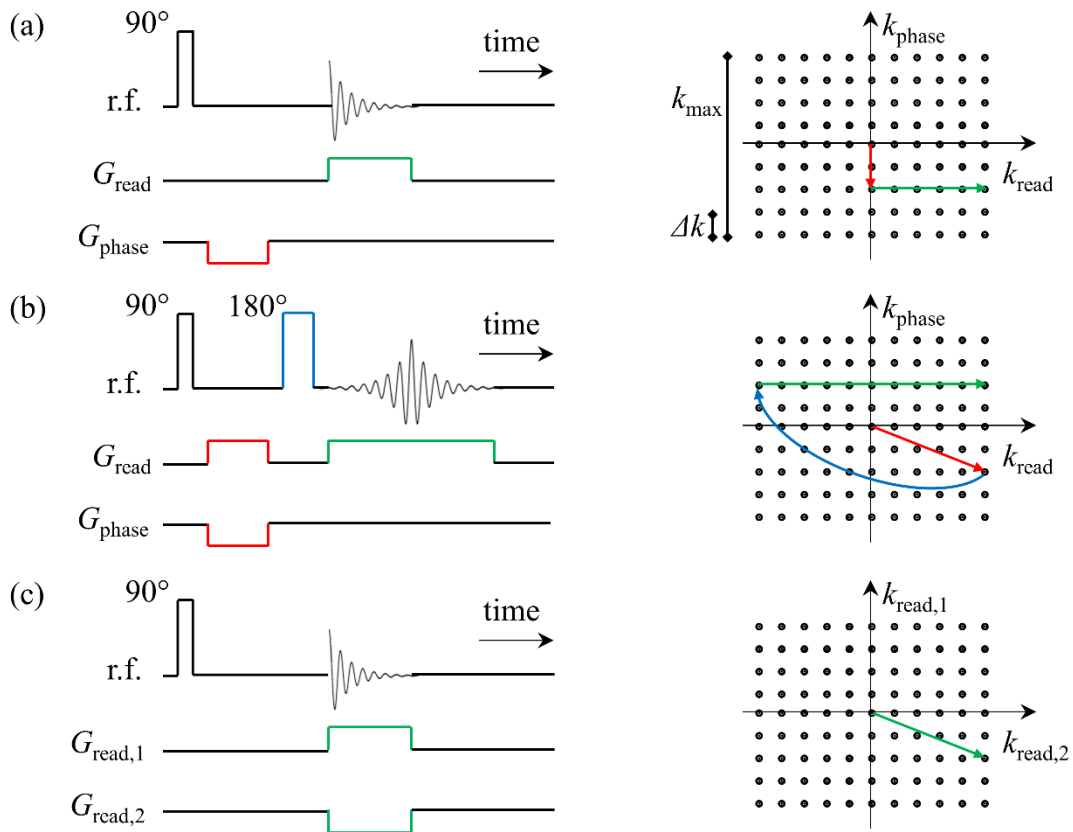 (a)
90°
time
r.f.
G_read
G_phase
k_phase
k_max
k_read
Δk
(b)
90°
180°
time
r.f.
G_read
G_phase
k_phase
k_read
(c)
90°
time
r.f.
G_read,1
G_read,2
k_read,1
k_read,2